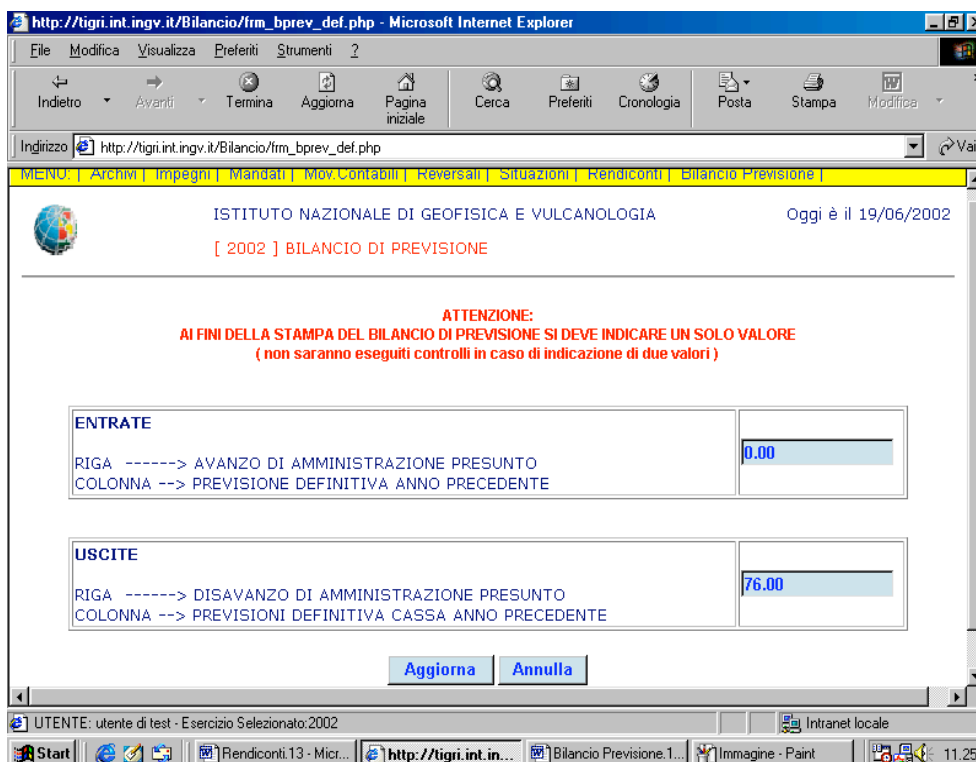 http://tigri.int.ingv.it/Bilancio/frm_bprev_def.php - Microsoft Internet Explorer
File Modifica Visualizza Preferiti Strumenti ?
Indietro Avanti Termina Aggiorna Pagina iniziale Cerca Preferiti Cronologia Posta Stampa Modifica
Indirizzo http://tigri.int.ingv.it/Bilancio/frm_bprev_def.php Vai
MENU: | Archivi | Impegni | Mandati | Mov.Contabili | Reversali | Situazioni | Rendiconti | Bilancio Previsione |
ISTITUTO NAZIONALE DI GEOFISICA E VULCANOLOGIA Oggi è il 19/06/2002
[ 2002 ] BILANCIO DI PREVISIONE
ATTENZIONE:
AI FINI DELLA STAMPA DEL BILANCIO DI PREVISIONE SI DEVE INDICARE UN SOLO VALORE
( non saranno eseguiti controlli in caso di indicazione di due valori )
ENTRATE
0.00
RIGA ------> AVANZO DI AMMINISTRAZIONE PRESUNTO
COLONNA --> PREVISIONE DEFINITIVA ANNO PRECEDENTE
USCITE
76.00
RIGA ------> DISAVANZO DI AMMINISTRAZIONE PRESUNTO
COLONNA --> PREVISIONI DEFINITIVA CASSA ANNO PRECEDENTE
Aggiorna Annulla
UTENTE: utente di test - Esercizio Selezionato:2002 Intranet locale
Start Rendiconti.13 - Micr... http://tigri.int.in... Bilancio Previsione.1... Immagine - Paint 11.25